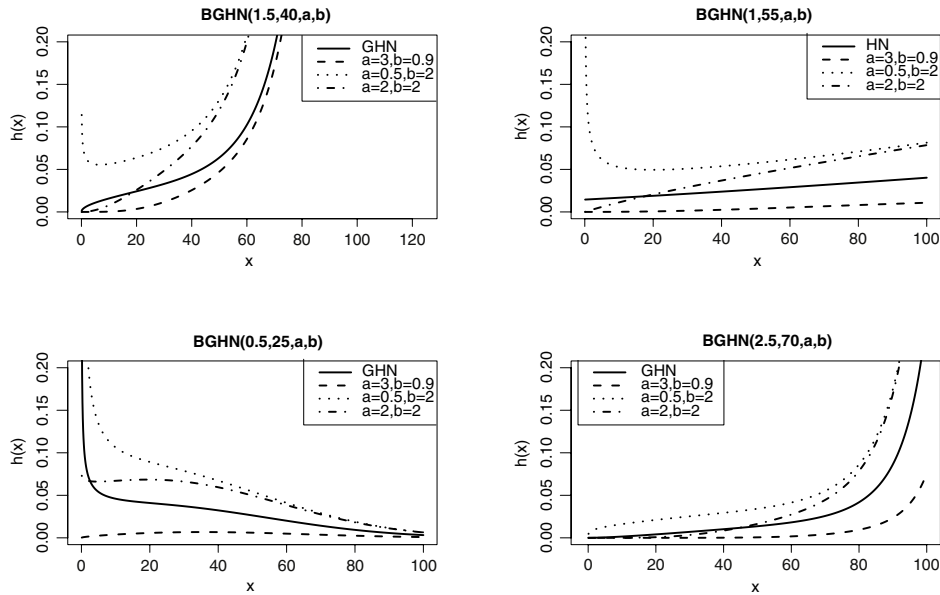 BGHN(1.5,40,a,b)
h(x)
0.00 0.05 0.10 0.15 0.20
GHN
a=3,b=0.9
a=0.5,b=2
a=2,b=2
0 20 40 60 80 100 120
x
BGHN(1,55,a,b)
h(x)
0.00 0.05 0.10 0.15 0.20
HN
a=3,b=0.9
a=0.5,b=2
a=2,b=2
0 20 40 60 80 100
x
BGHN(0.5,25,a,b)
h(x)
0.00 0.05 0.10 0.15 0.20
GHN
a=3,b=0.9
a=0.5,b=2
a=2,b=2
0 20 40 60 80 100
x
BGHN(2.5,70,a,b)
h(x)
0.00 0.05 0.10 0.15 0.20
GHN
a=3,b=0.9
a=0.5,b=2
a=2,b=2
0 20 40 60 80 100
x